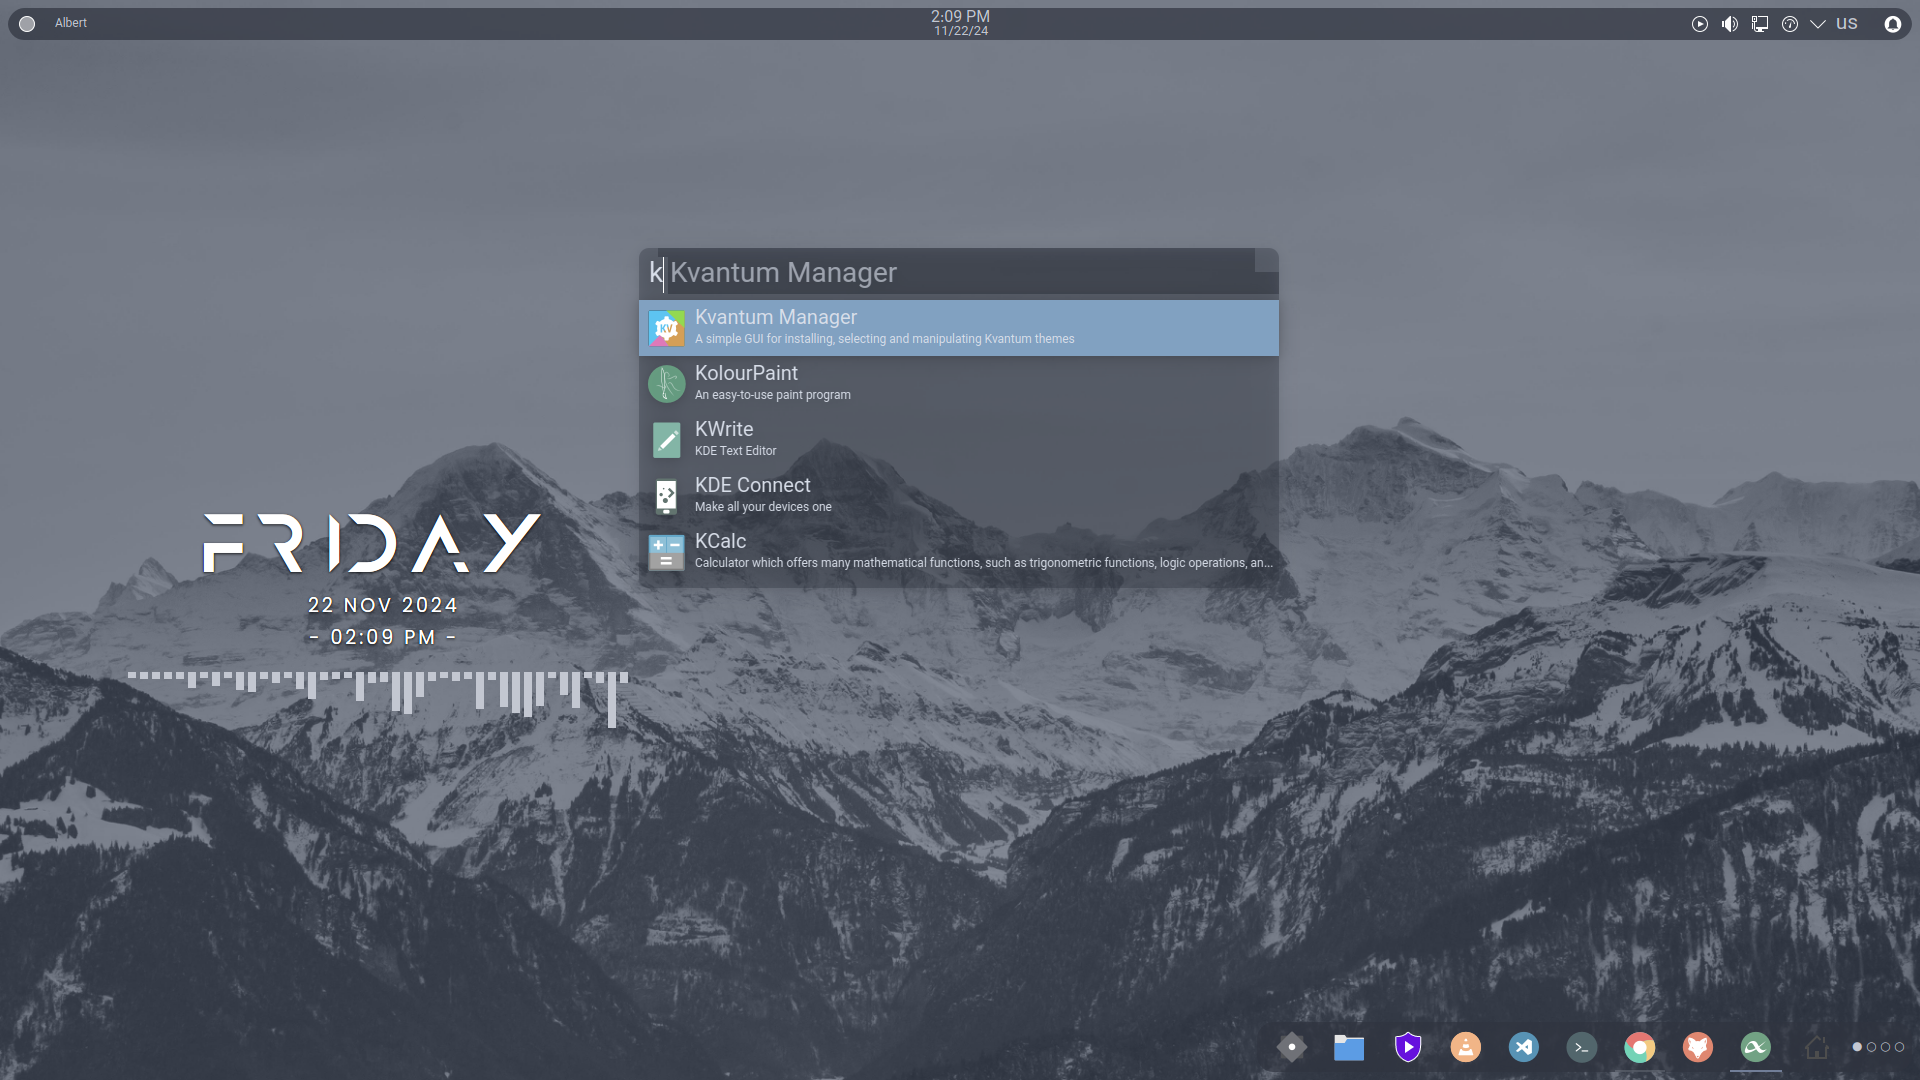 Albert
2:09 PM
11/22/24
US
k Kvantum Manager
KV
Kvantum Manager
A simple GUI for installing, selecting and manipulating Kvantum themes
KolourPaint
An easy-to-use paint program
KWrite
KDE Text Editor
KDE Connect
Make all your devices one
KCalc
Calculator which offers many mathematical functions, such as trigonometric functions, logic operations, an...
FRIDAY
22 NOV 2024
- 02:09 PM -